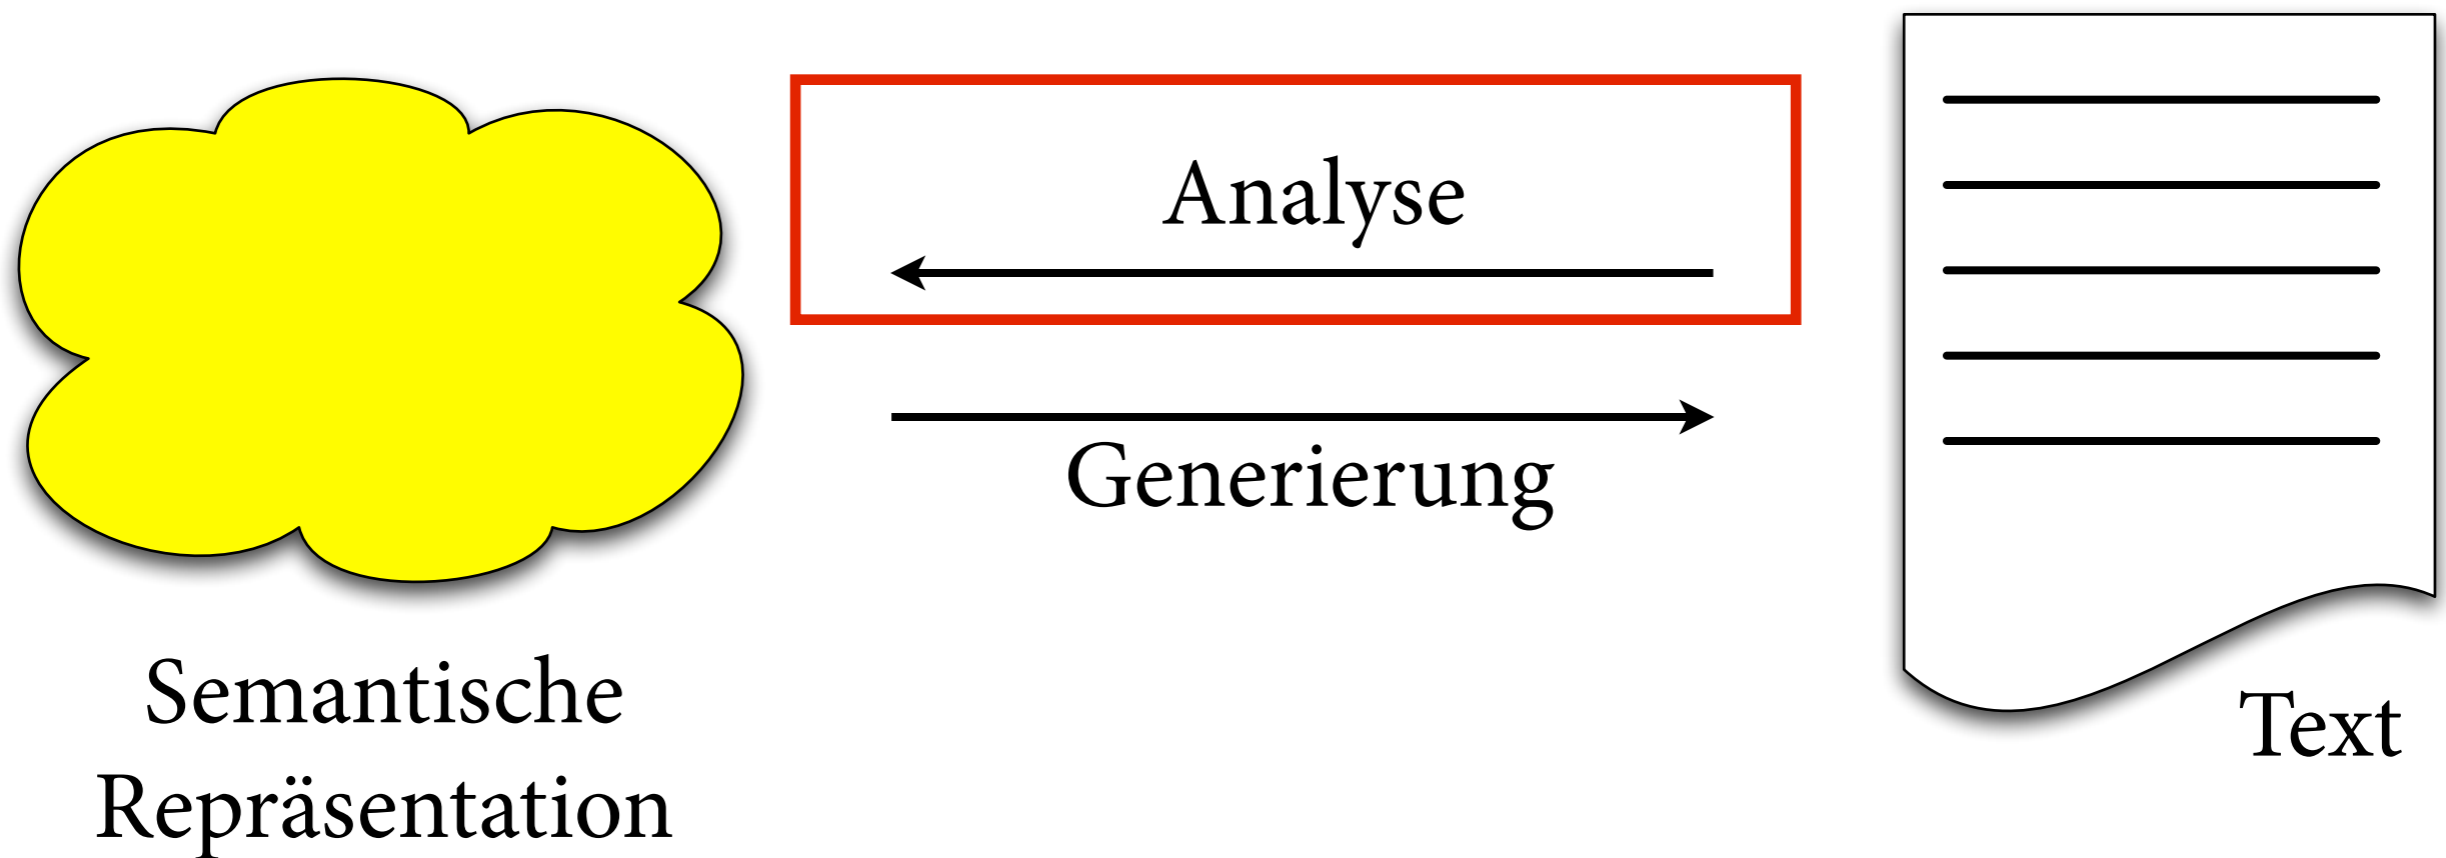 Analyse
Generierung
Semantische
Repräsentation
Text